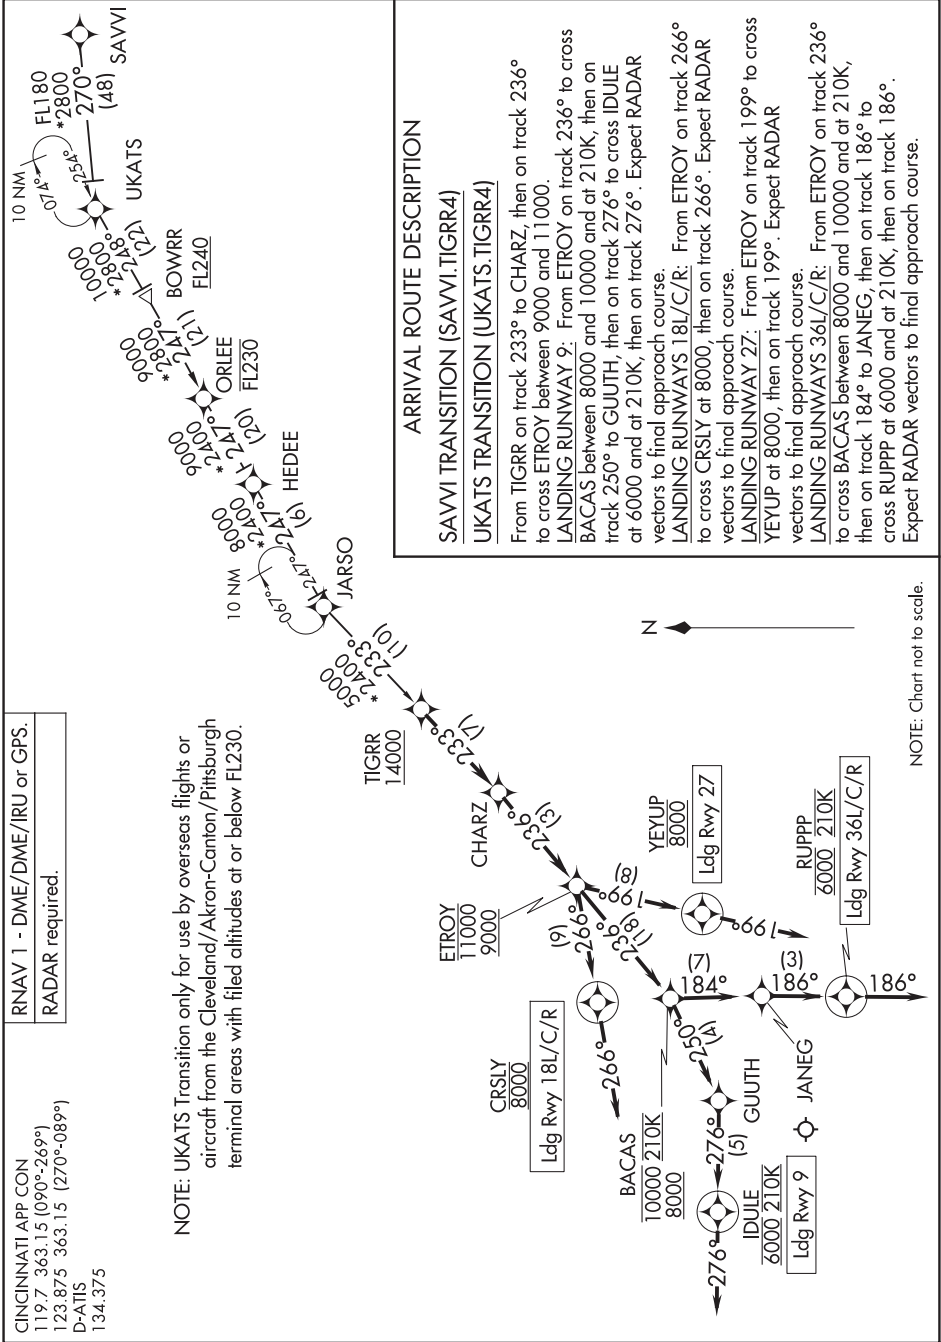 CINCINNATI APP CON
119.7 363.15 (090°-269°)
123.875 363.15 (270°-089°)
D-ATIS
134.375
RNAV 1 - DME/DME/IRU or GPS.
RADAR required.
NOTE: UKATS Transition only for use by overseas flights or
aircraft from the Cleveland/Akron-Canton/Pittsburgh
terminal areas with filed altitudes at or below FL230.
SAVVI
FL180
*2800
270°
(48)
10 NM
074°
254°
UKATS
10000
*2800
248°
(22)
BOWRR
FL240
9000
*2800
247°
(21)
ORLEE
FL230
9000
*2400
247°
(20)
HEDEE
8000
*2400
247°
(6)
10 NM
067°
247°
JARSO
5000
*2400
233°
(10)
TIGRR
14000
233°
(7)
CHARZ
236°
(3)
ETROY
11000
9000
266°
(9)
236°
(18)
199°
(8)
YEYUP
8000
Ldg Rwy 27
199°
CRSLY
8000
Ldg Rwy 18L/C/R
266°
BACAS
10000 210K
8000
184°
(7)
JANEG
186°
(3)
RUPPP
6000 210K
Ldg Rwy 36L/C/R
186°
250°
(4)
GUUTH
276°
(5)
IDULE
6000 210K
Ldg Rwy 9
276°
N
NOTE: Chart not to scale.
ARRIVAL ROUTE DESCRIPTION
SAVVI TRANSITION (SAVVI.TIGRR4)
UKATS TRANSITION (UKATS.TIGRR4)
From TIGRR on track 233° to CHARZ, then on track 236°
to cross ETROY between 9000 and 11000.
LANDING RUNWAY 9: From ETROY on track 236° to cross
BACAS between 8000 and 10000 and at 210K, then on
track 250° to GUUTH, then on track 276° to cross IDULE
at 6000 and at 210K, then on track 276°. Expect RADAR
vectors to final approach course.
LANDING RUNWAYS 18L/C/R: From ETROY on track 266°
to cross CRSLY at 8000, then on track 266°. Expect RADAR
vectors to final approach course.
LANDING RUNWAY 27: From ETROY on track 199° to cross
YEYUP at 8000, then on track 199°. Expect RADAR
vectors to final approach course.
LANDING RUNWAYS 36L/C/R: From ETROY on track 236°
to cross BACAS between 8000 and 10000 and at 210K,
then on track 184° to JANEG, then on track 186° to
cross RUPPP at 6000 and at 210K, then on track 186°.
Expect RADAR vectors to final approach course.